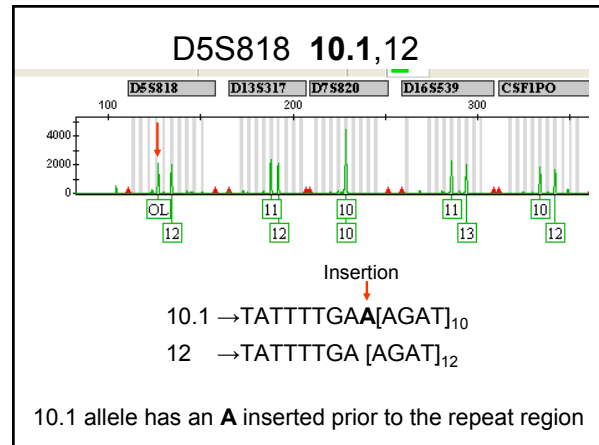 D5S818 10.1,12
D5S818 D13S317 D7S820 D16S539 CSF1PO
100 200 300
4000
2000
0
OL 11 10 11 10
12 12 10 13 12
Insertion
10.1 →TATTTTGAA[AGAT]10
12 →TATTTTGA [AGAT]12
10.1 allele has an A inserted prior to the repeat region